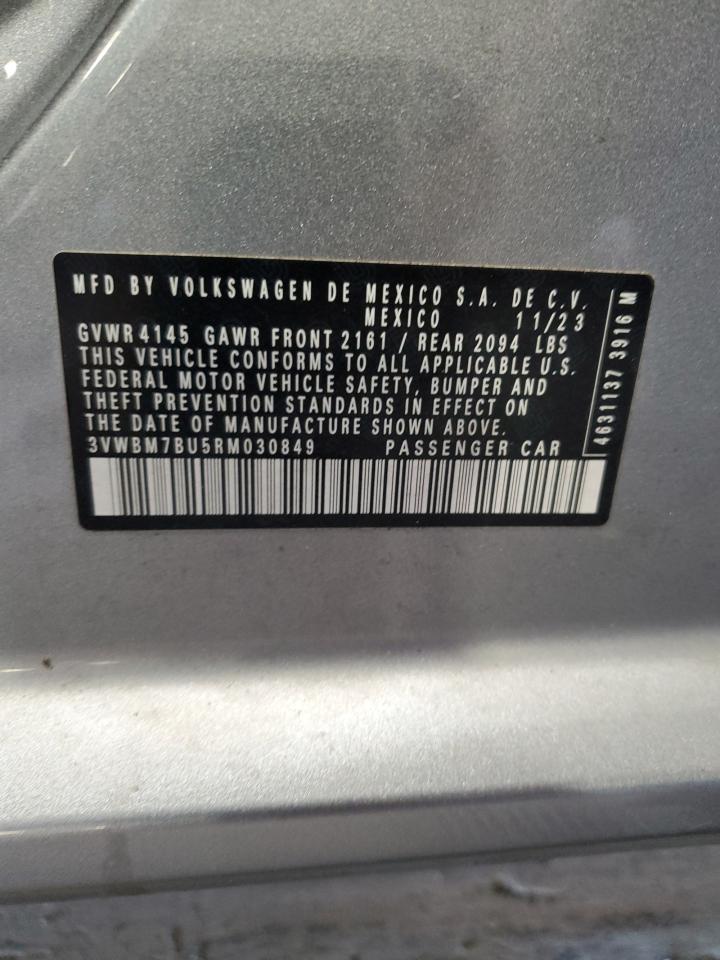 MFD BY VOLKSWAGEN DE MEXICO S.A. DE C.V.
MEXICO 11/23
GVWR 4145 GAWR FRONT 2161 / REAR 2094 LBS
THIS VEHICLE CONFORMS TO ALL APPLICABLE U.S.
FEDERAL MOTOR VEHICLE SAFETY, BUMPER AND
THEFT PREVENTION STANDARDS IN EFFECT ON
THE DATE OF MANUFACTURE SHOWN ABOVE.
3VWBM7BU5RM030849 PASSENGER CAR
4631137 3916 M